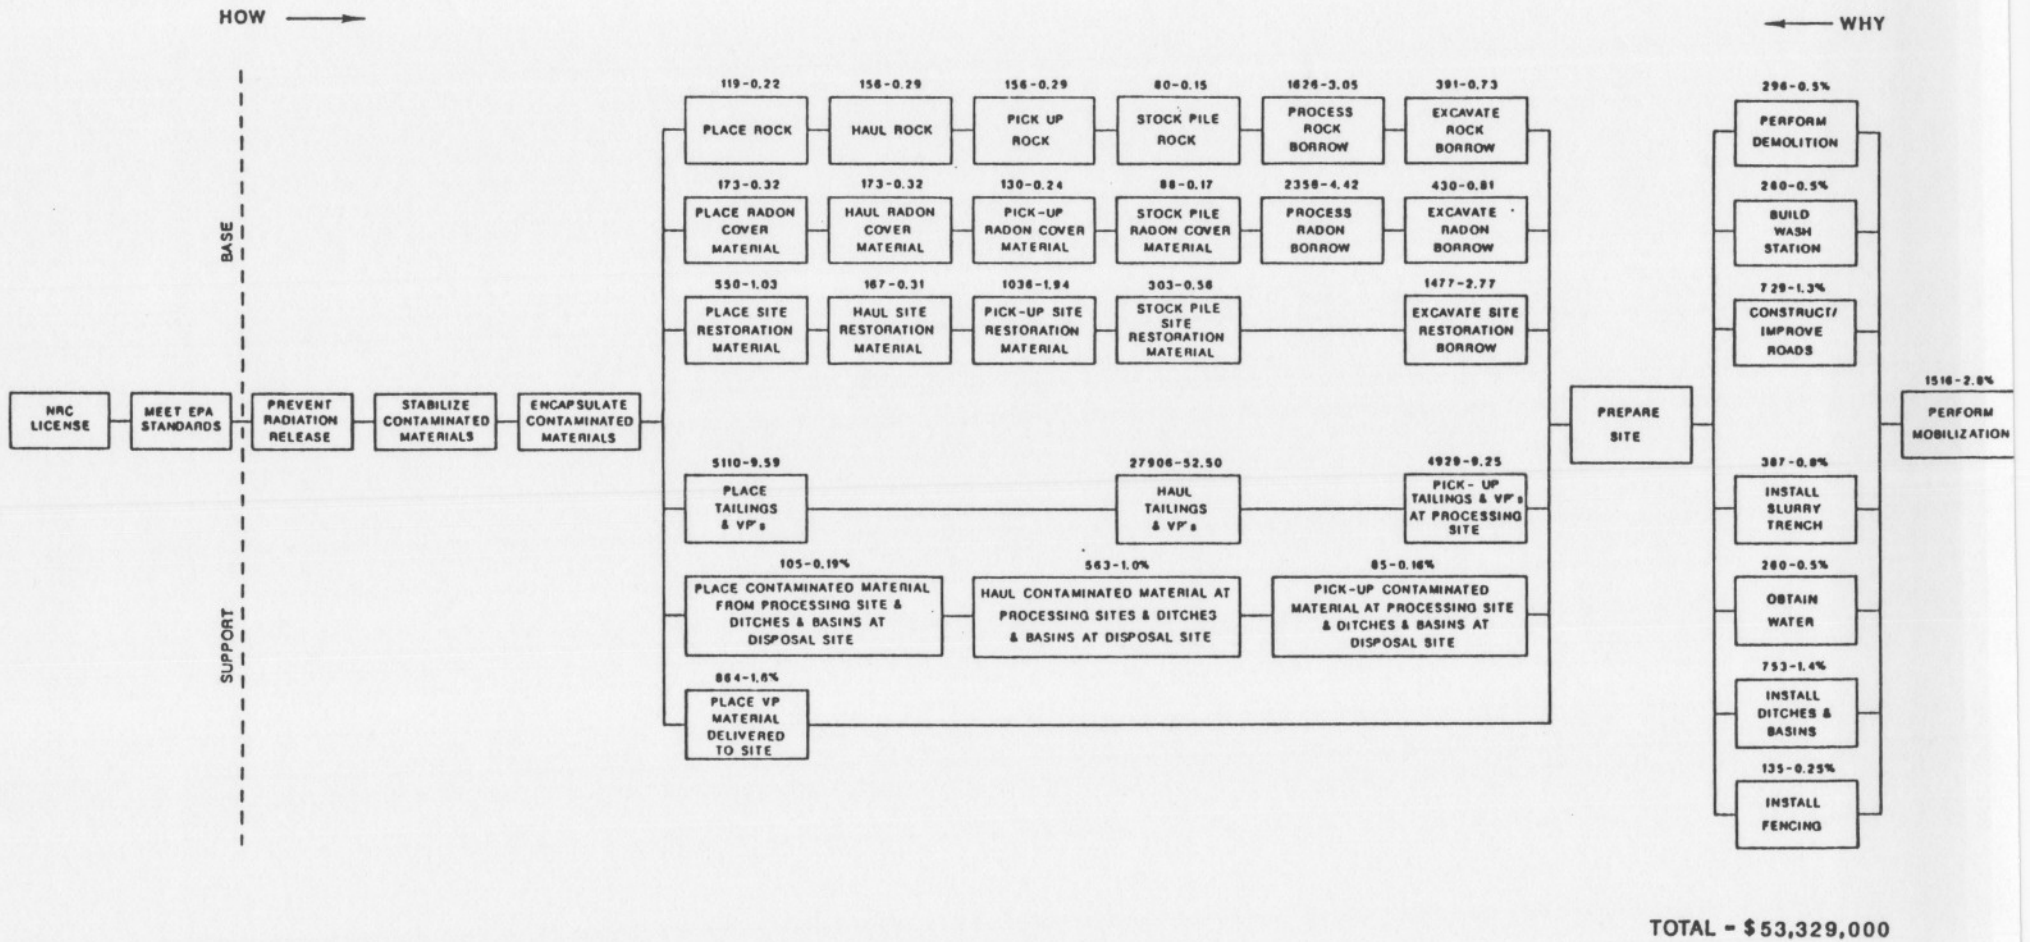 HOW
WHY
BASE
SUPPORT
NRC
LICENSE
MEET EPA
STANDARDS
PREVENT
RADIATION
RELEASE
STABILIZE
CONTAMINATED
MATERIALS
ENCAPSULATE
CONTAMINATED
MATERIALS
119-0.22
PLACE ROCK
156-0.29
HAUL ROCK
156-0.29
PICK UP
ROCK
80-0.15
STOCK PILE
ROCK
1626-3.05
PROCESS
ROCK
BORROW
391-0.73
EXCAVATE
ROCK
BORROW
173-0.32
PLACE RADON
COVER
MATERIAL
173-0.32
HAUL RADON
COVER
MATERIAL
130-0.24
PICK-UP
RADON COVER
MATERIAL
88-0.17
STOCK PILE
RADON COVER
MATERIAL
2356-4.42
PROCESS
RADON
BORROW
430-0.81
EXCAVATE
RADON
BORROW
550-1.03
PLACE SITE
RESTORATION
MATERIAL
167-0.31
HAUL SITE
RESTORATION
MATERIAL
1036-1.94
PICK-UP SITE
RESTORATION
MATERIAL
303-0.56
STOCK PILE
SITE
RESTORATION
MATERIAL
1477-2.77
EXCAVATE SITE
RESTORATION
BORROW
5110-9.59
PLACE
TAILINGS
& VP's
27906-52.50
HAUL
TAILINGS
& VP's
4929-9.25
PICK-UP
TAILINGS & VP's
AT PROCESSING
SITE
105-0.19%
PLACE CONTAMINATED MATERIAL
FROM PROCESSING SITE &
DITCHES & BASINS AT
DISPOSAL SITE
563-1.0%
HAUL CONTAMINATED MATERIAL AT
PROCESSING SITES & DITCHES
& BASINS AT DISPOSAL SITE
85-0.16%
PICK-UP CONTAMINATED
MATERIAL AT PROCESSING SITE
& DITCHES & BASINS AT
DISPOSAL SITE
864-1.6%
PLACE VP
MATERIAL
DELIVERED
TO SITE
PREPARE
SITE
296-0.5%
PERFORM
DEMOLITION
260-0.5%
BUILD
WASH
STATION
729-1.3%
CONSTRUCT/
IMPROVE
ROADS
INSTALL
SLURRY
TRENCH
260-0.5%
OBTAIN
WATER
753-1.4%
INSTALL
DITCHES &
BASINS
135-0.25%
INSTALL
FENCING
1516-2.8%
PERFORM
MOBILIZATION
TOTAL - $53,329,000